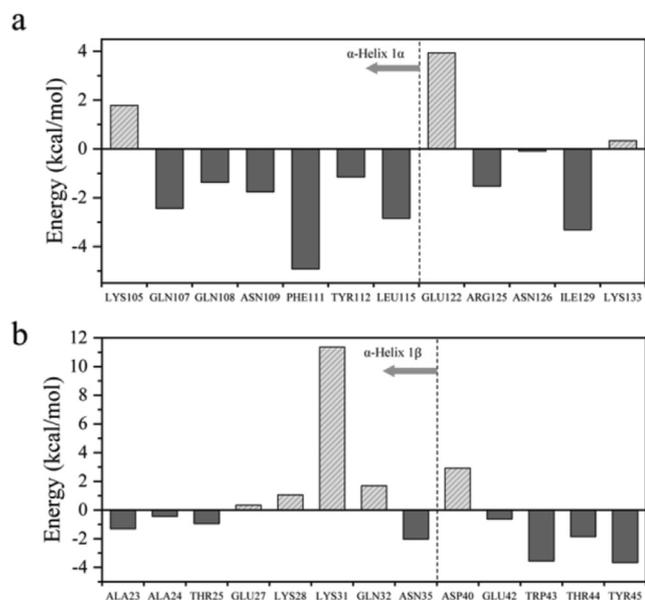 a
α-Helix 1α
Energy (kcal/mol)
4
2
0
-2
-4
LYS105 GLN107 GLN108 ASN109 PHE111 TYR112 LEU115 GLU122 ARG125 ASN126 ILE129 LYS133
b
α-Helix 1β
Energy (kcal/mol)
12
10
8
6
4
2
0
-2
-4
ALA23 ALA24 THR25 GLU27 LYS28 LYS31 GLN32 ASN35 ASP40 GLU42 TRP43 THR44 TYR45